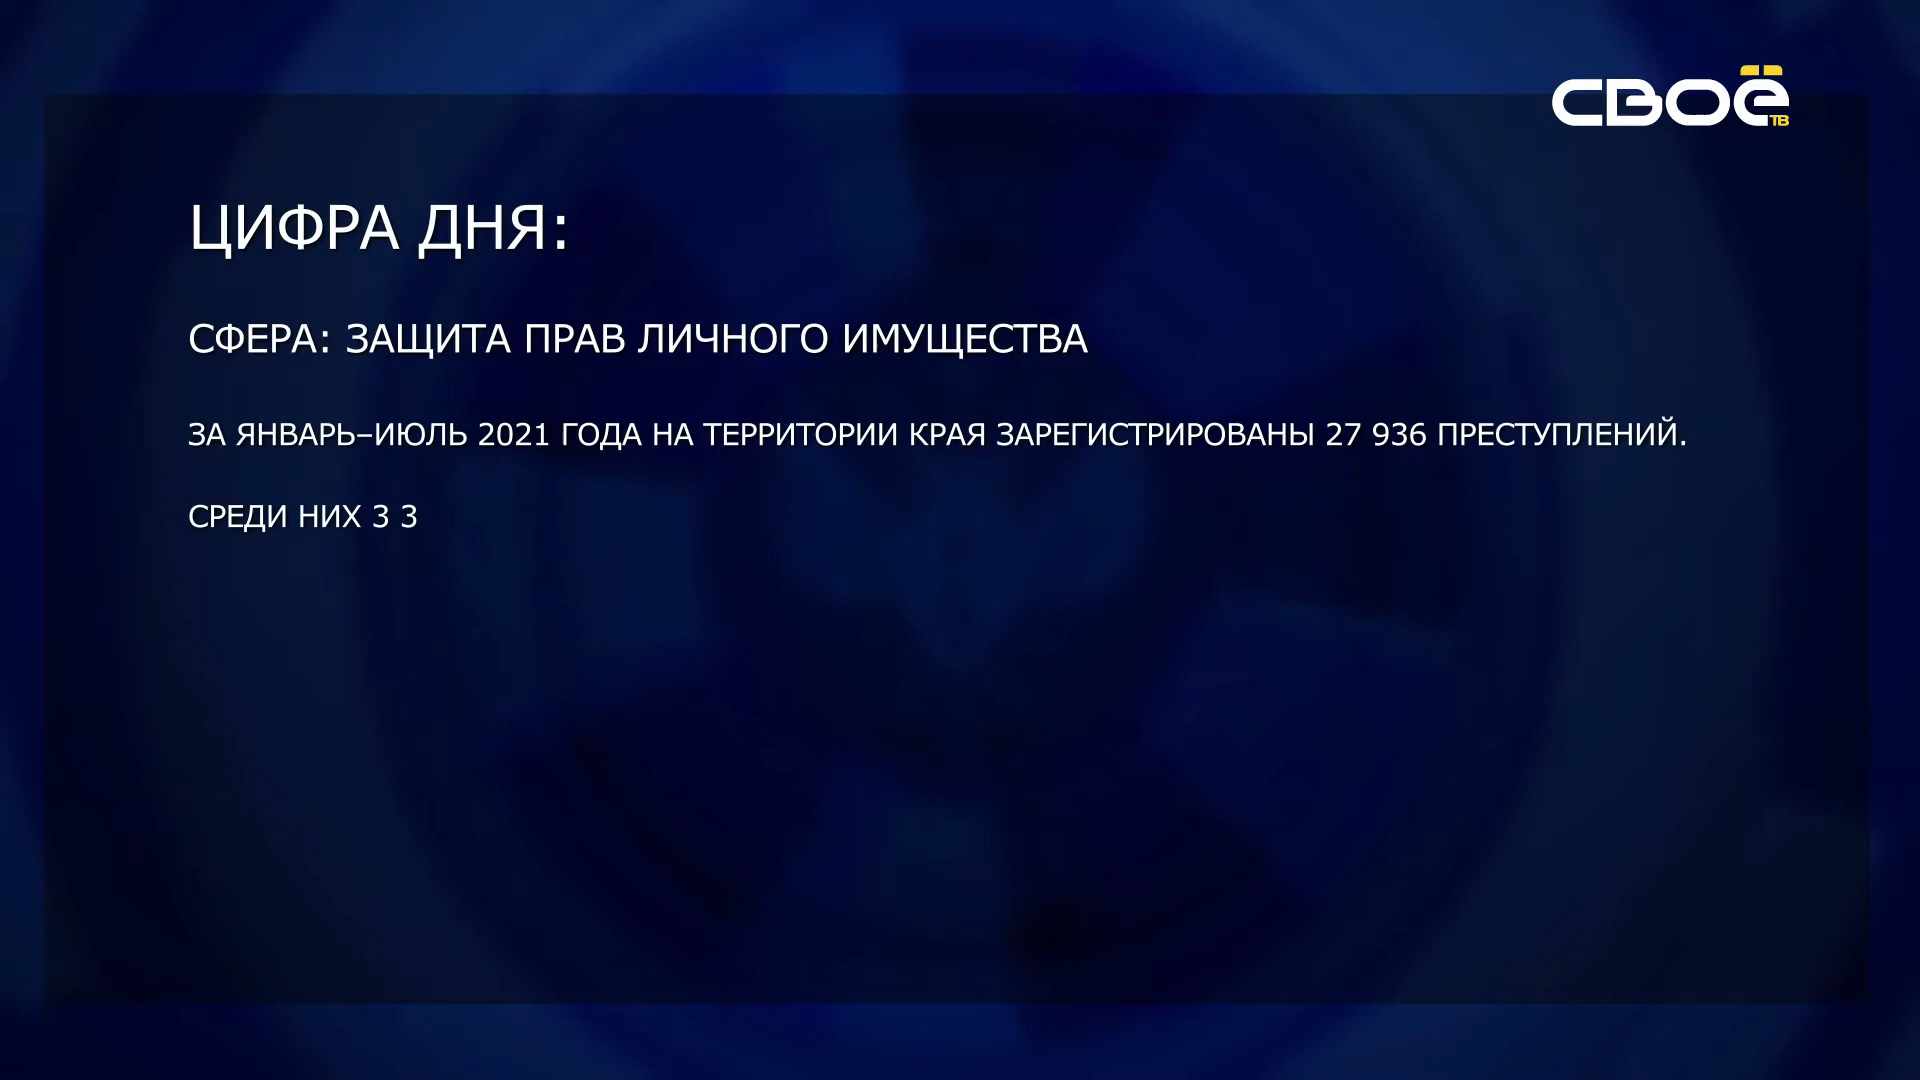 СВОЁ
ТВ
ЦИФРА ДНЯ:
СФЕРА: ЗАЩИТА ПРАВ ЛИЧНОГО ИМУЩЕСТВА
ЗА ЯНВАРЬ–ИЮЛЬ 2021 ГОДА НА ТЕРРИТОРИИ КРАЯ ЗАРЕГИСТРИРОВАНЫ 27 936 ПРЕСТУПЛЕНИЙ.
СРЕДИ НИХ 3 3